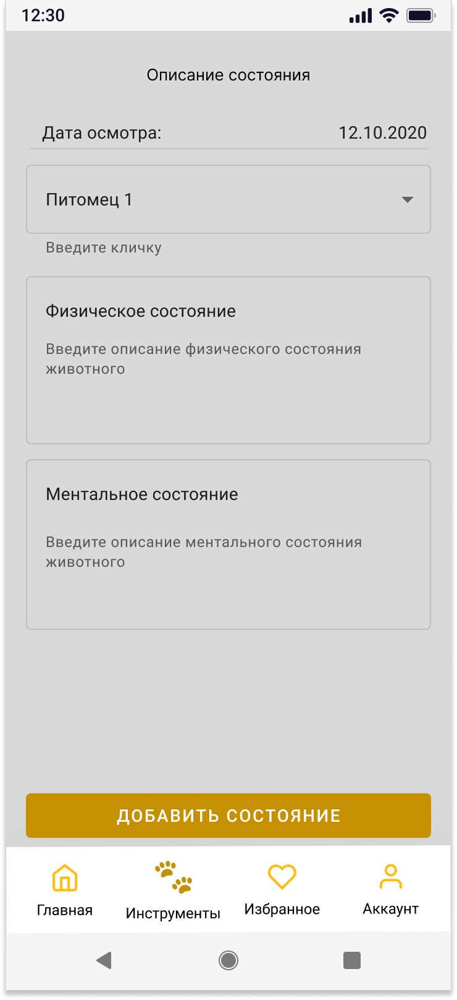 12:30
Описание состояния
Дата осмотра: 12.10.2020
Питомец 1
Введите кличку
Физическое состояние
Введите описание физического состояния
животного
Ментальное состояние
Введите описание ментального состояния
животного
ДОБАВИТЬ СОСТОЯНИЕ
Главная Инструменты Избранное Аккаунт